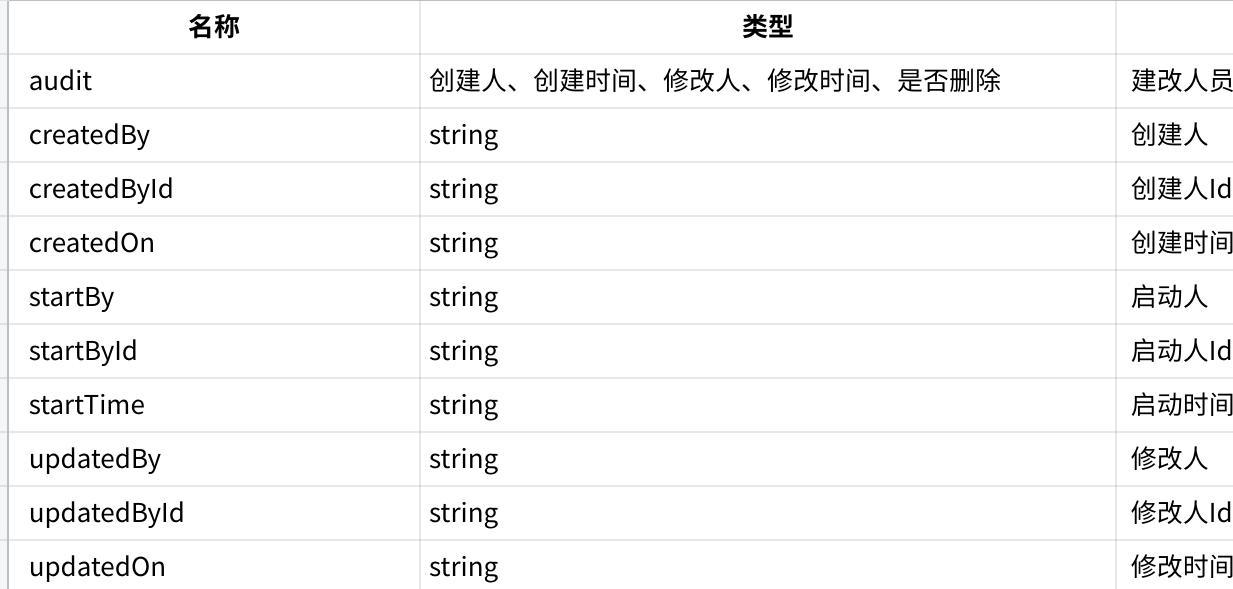 名称 类型
audit 创建人、创建时间、修改人、修改时间、是否删除 建改人员
createdBy string 创建人
createdById string 创建人Id
createdOn string 创建时间
startBy string 启动人
startById string 启动人Id
startTime string 启动时间
updatedBy string 修改人
updatedById string 修改人Id
updatedOn string 修改时间